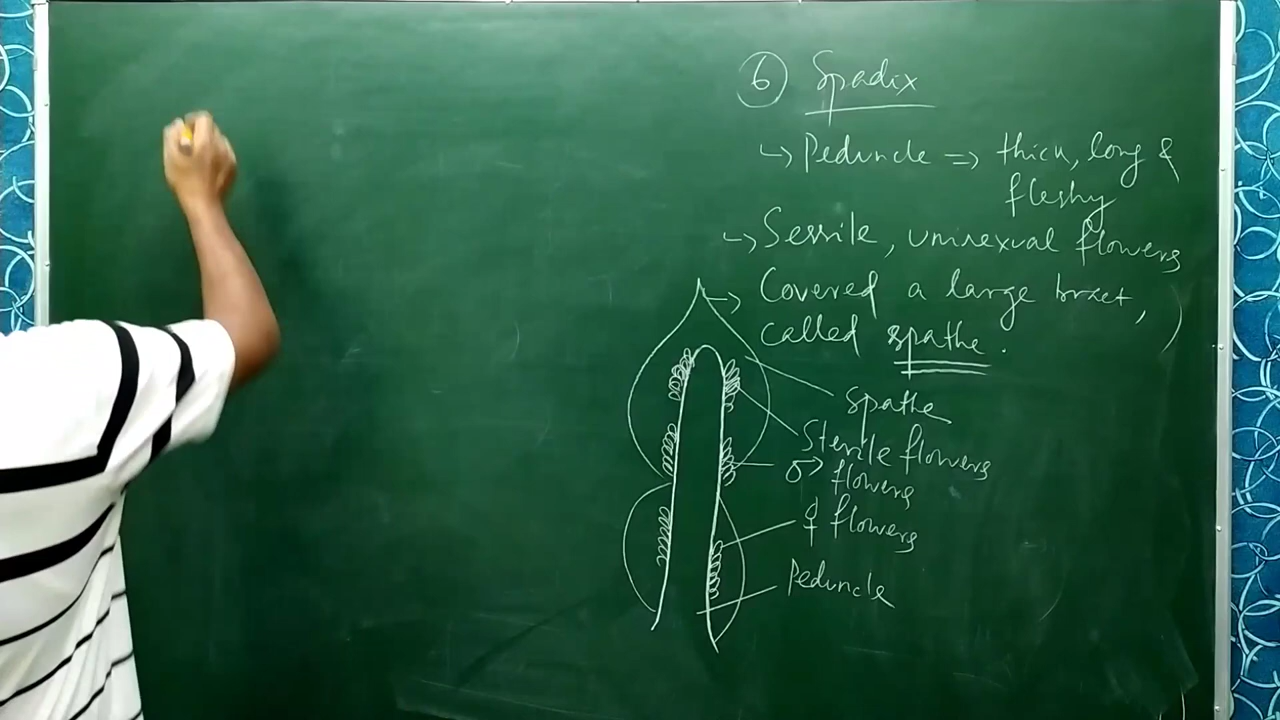 6 Spadix
↳ Peduncle => thick, long &
fleshy
↳ Sessile, unisexual flowers
↳ Covered a large bract,
called spathe.
Spathe
Sterile flowers
♂ flowers
♀ flowers
Peduncle